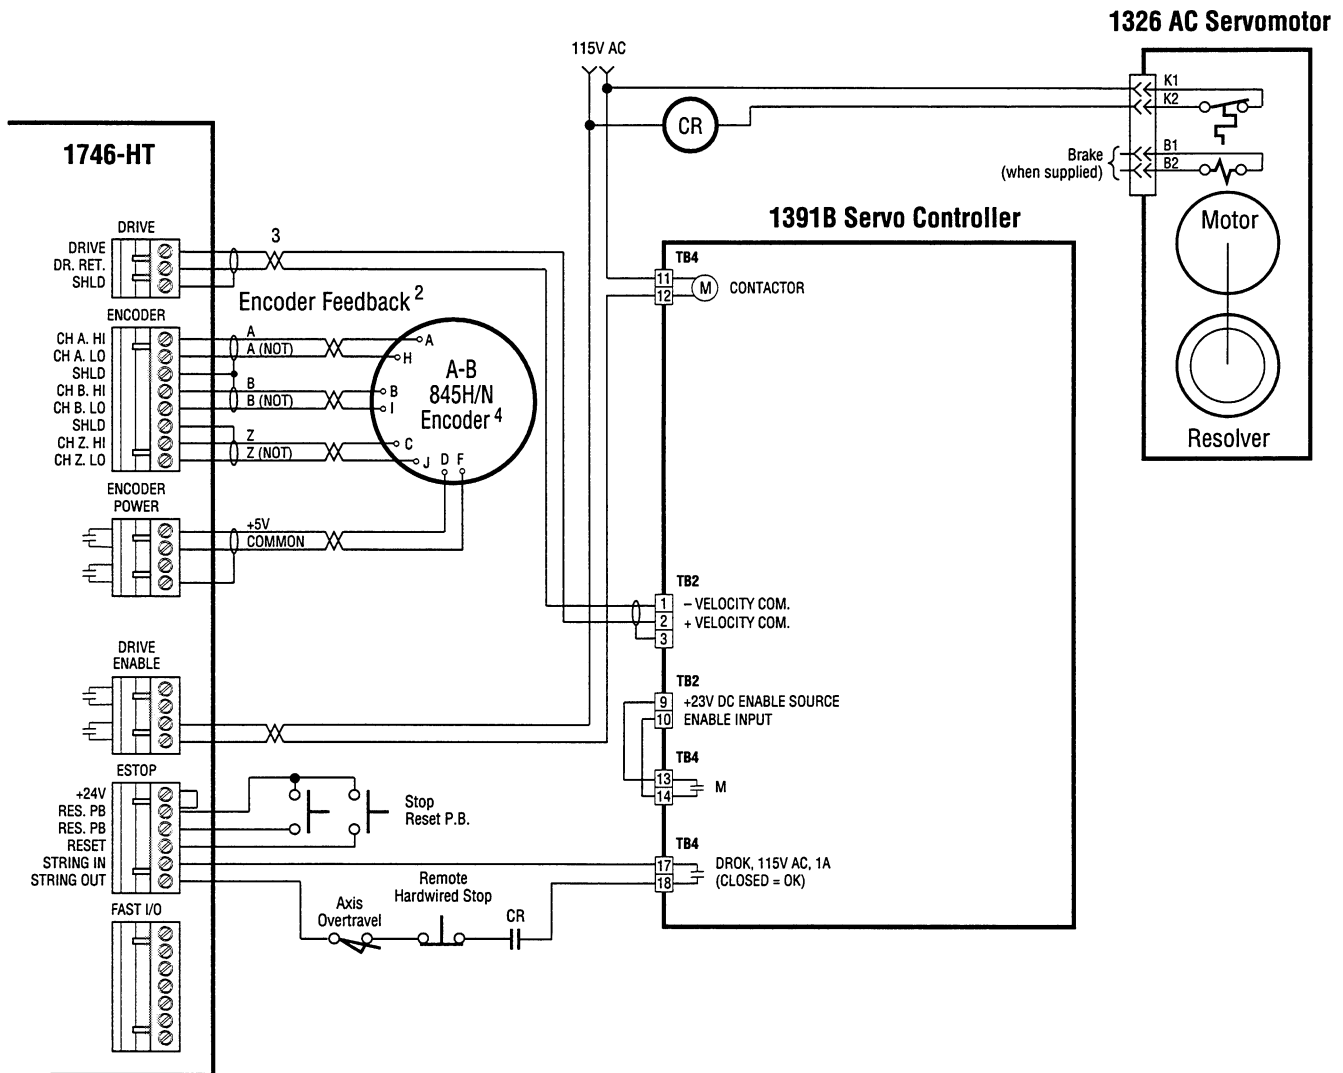 1326 AC Servomotor
115V AC
K1
K2
CR
B1
B2
Brake
(when supplied)
Motor
Resolver
1746-HT
DRIVE
DRIVE
DR. RET.
SHLD
3
Encoder Feedback 2
ENCODER
CH A. HI
CH A. LO
SHLD
CH B. HI
CH B. LO
SHLD
CH Z. HI
CH Z. LO
A
A (NOT)
B
B (NOT)
Z
Z (NOT)
A
H
B
I
C
J
D
F
A-B
845H/N
Encoder 4
ENCODER
POWER
+5V
COMMON
DRIVE
ENABLE
ESTOP
+24V
RES. PB
RES. PB
RESET
STRING IN
STRING OUT
Stop
Reset P.B.
Axis
Overtravel
Remote
Hardwired Stop
CR
FAST I/O
1391B Servo Controller
TB4
11
12
M
CONTACTOR
TB2
1
– VELOCITY COM.
2
+ VELOCITY COM.
3
TB2
9
+23V DC ENABLE SOURCE
10
ENABLE INPUT
TB4
13
14
M
TB4
17
18
DROK, 115V AC, 1A
(CLOSED = OK)